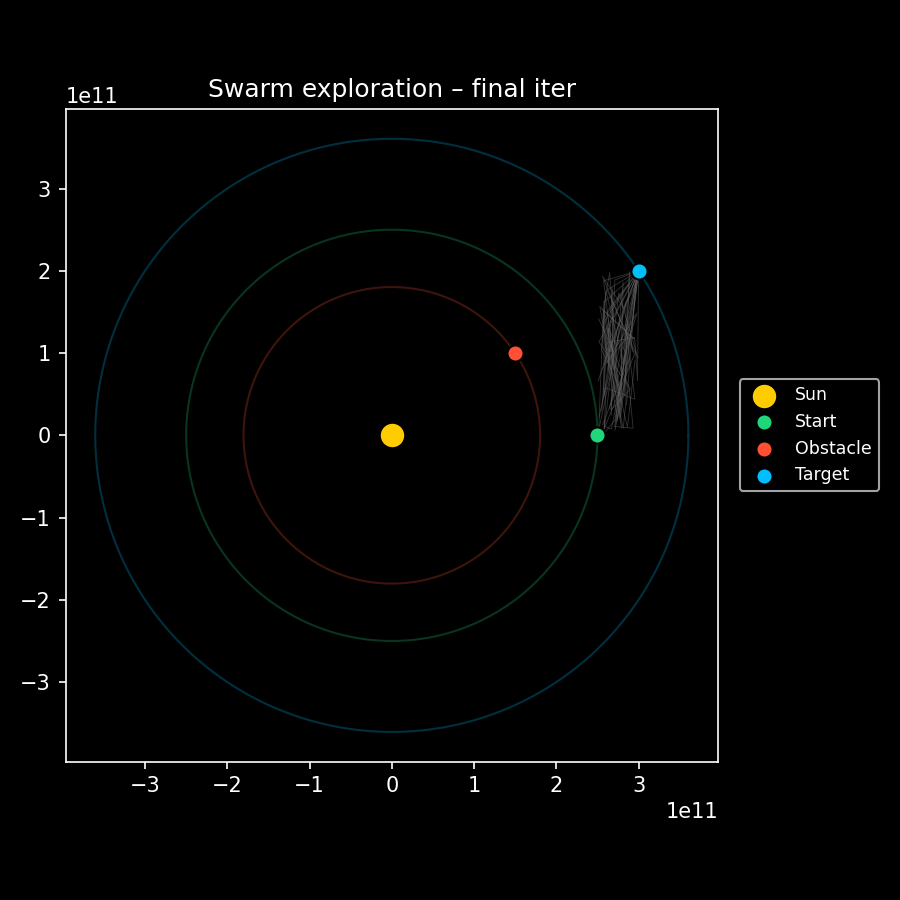 Swarm exploration – final iter
1e11
3
2
1
0
−1
−2
−3
−3 −2 −1 0 1 2 3
1e11
Sun
Start
Obstacle
Target